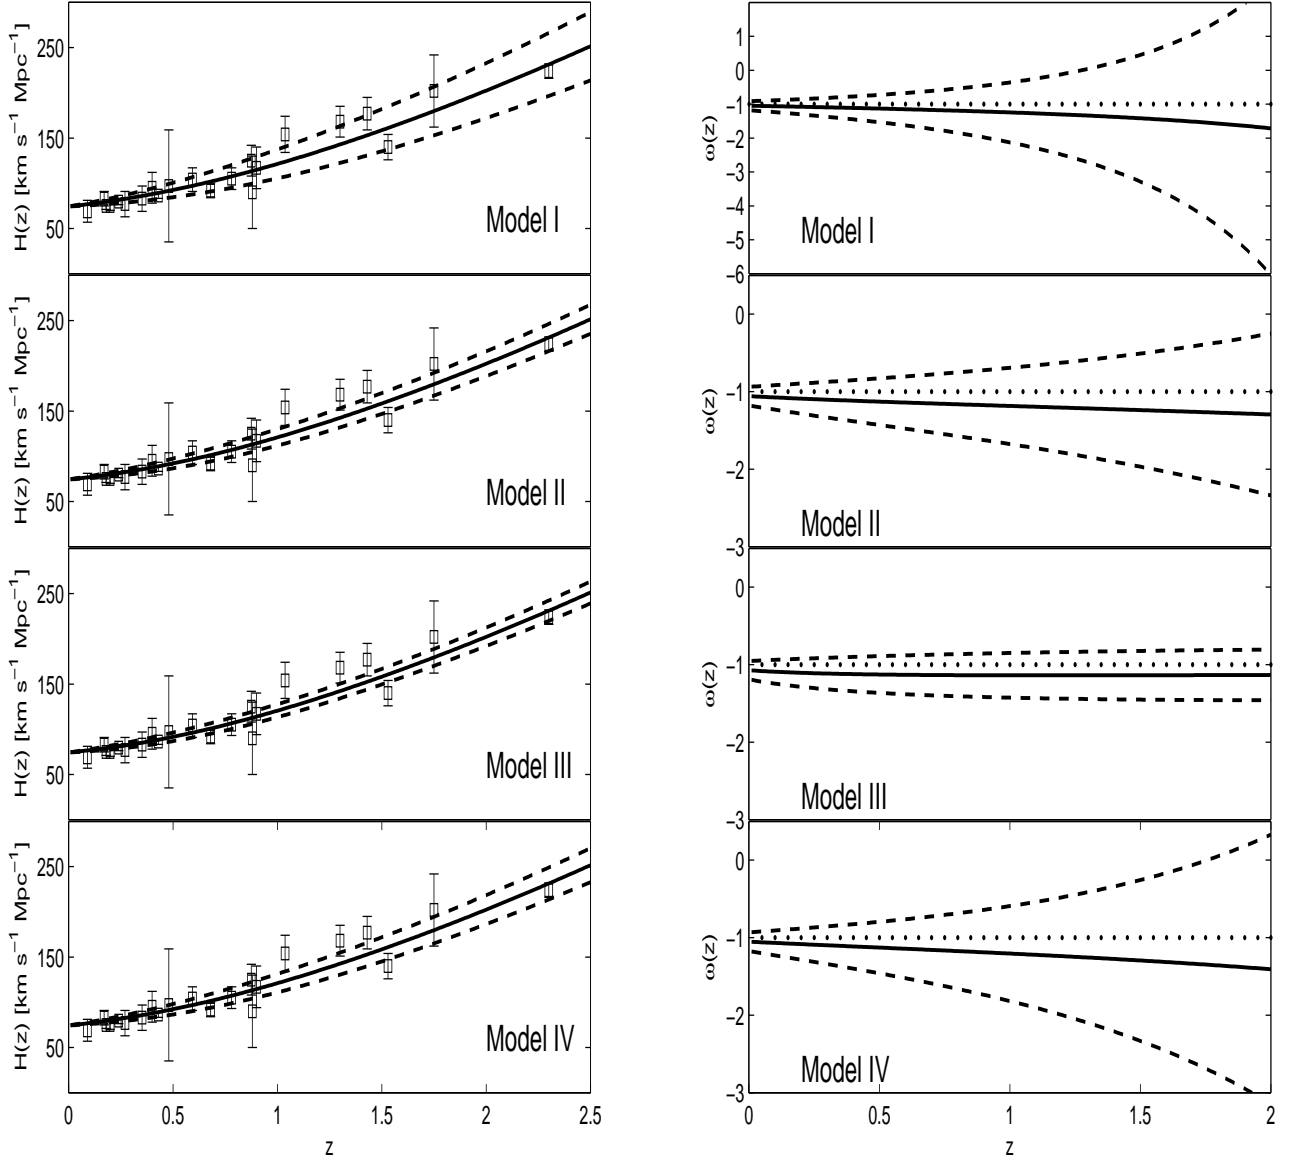 H(z) [km s⁻¹ Mpc⁻¹]
250
150
50
Model I
ω(z)
1
0
−1
−2
−3
−4
−5
−6
Model I
H(z) [km s⁻¹ Mpc⁻¹]
250
150
50
Model II
ω(z)
0
−1
−2
−3
Model II
H(z) [km s⁻¹ Mpc⁻¹]
250
150
50
Model III
ω(z)
0
−1
−2
−3
Model III
H(z) [km s⁻¹ Mpc⁻¹]
250
150
50
Model IV
0 0.5 1 1.5 2 2.5
z
ω(z)
0
−1
−2
−3
Model IV
0 0.5 1 1.5 2
z